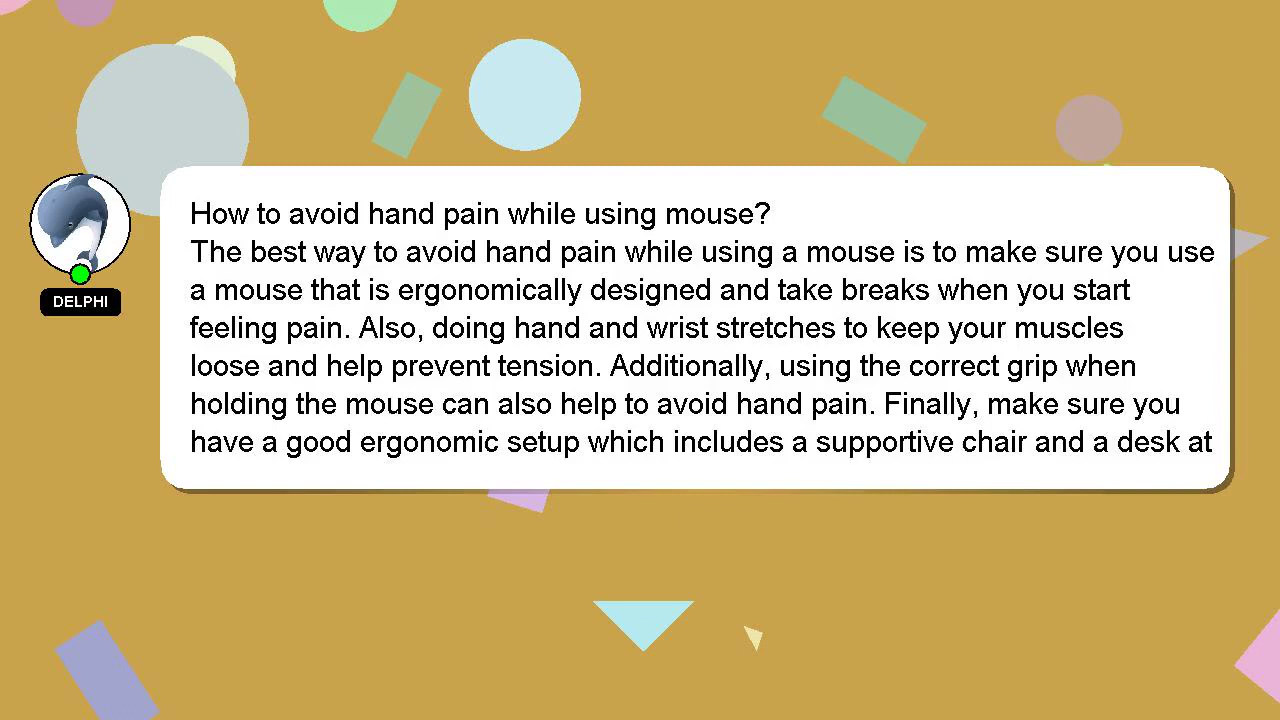 How to avoid hand pain while using mouse?
The best way to avoid hand pain while using a mouse is to make sure you use
a mouse that is ergonomically designed and take breaks when you start
feeling pain. Also, doing hand and wrist stretches to keep your muscles
loose and help prevent tension. Additionally, using the correct grip when
holding the mouse can also help to avoid hand pain. Finally, make sure you
have a good ergonomic setup which includes a supportive chair and a desk at
DELPHI